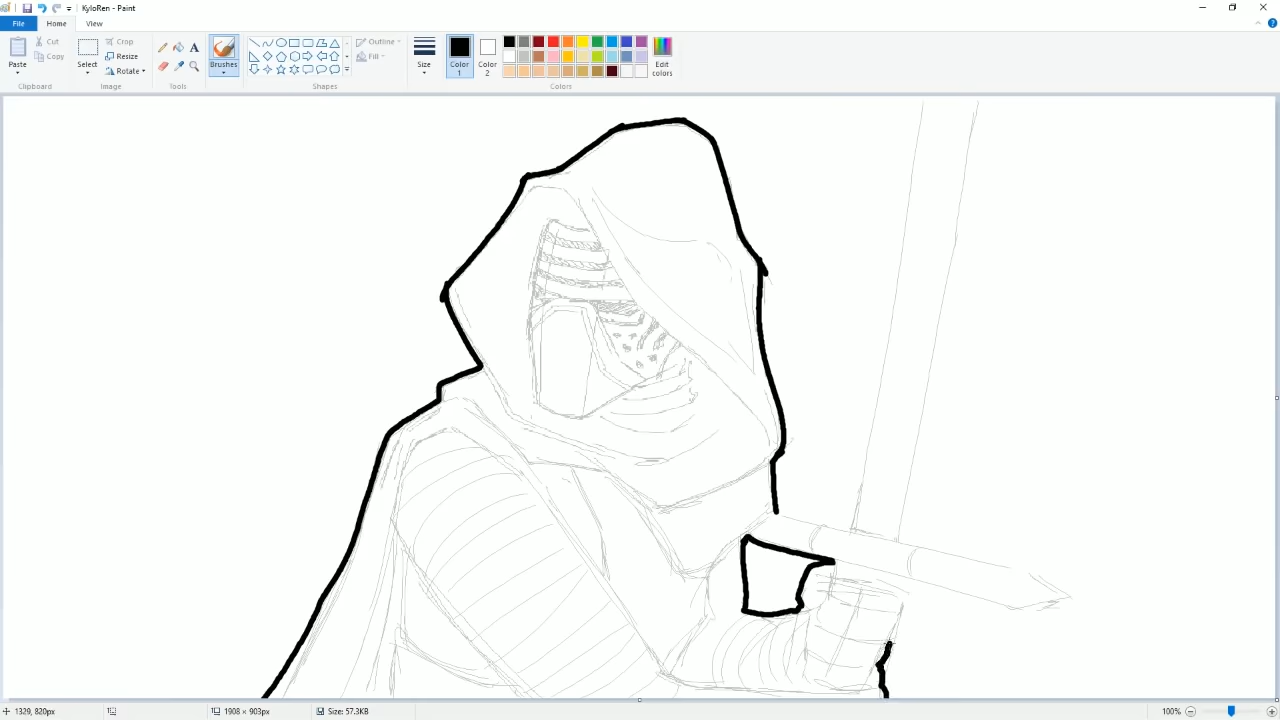 KyloRen - Paint
File
Home
View
Paste
Cut
Copy
Clipboard
Select
Crop
Resize
Rotate
Image
A
Tools
Brushes
Outline
Fill
Shapes
Size
Color 1
Color 2
Edit colors
Colors
1329, 820px
1908 × 903px
Size: 57.3KB
100%